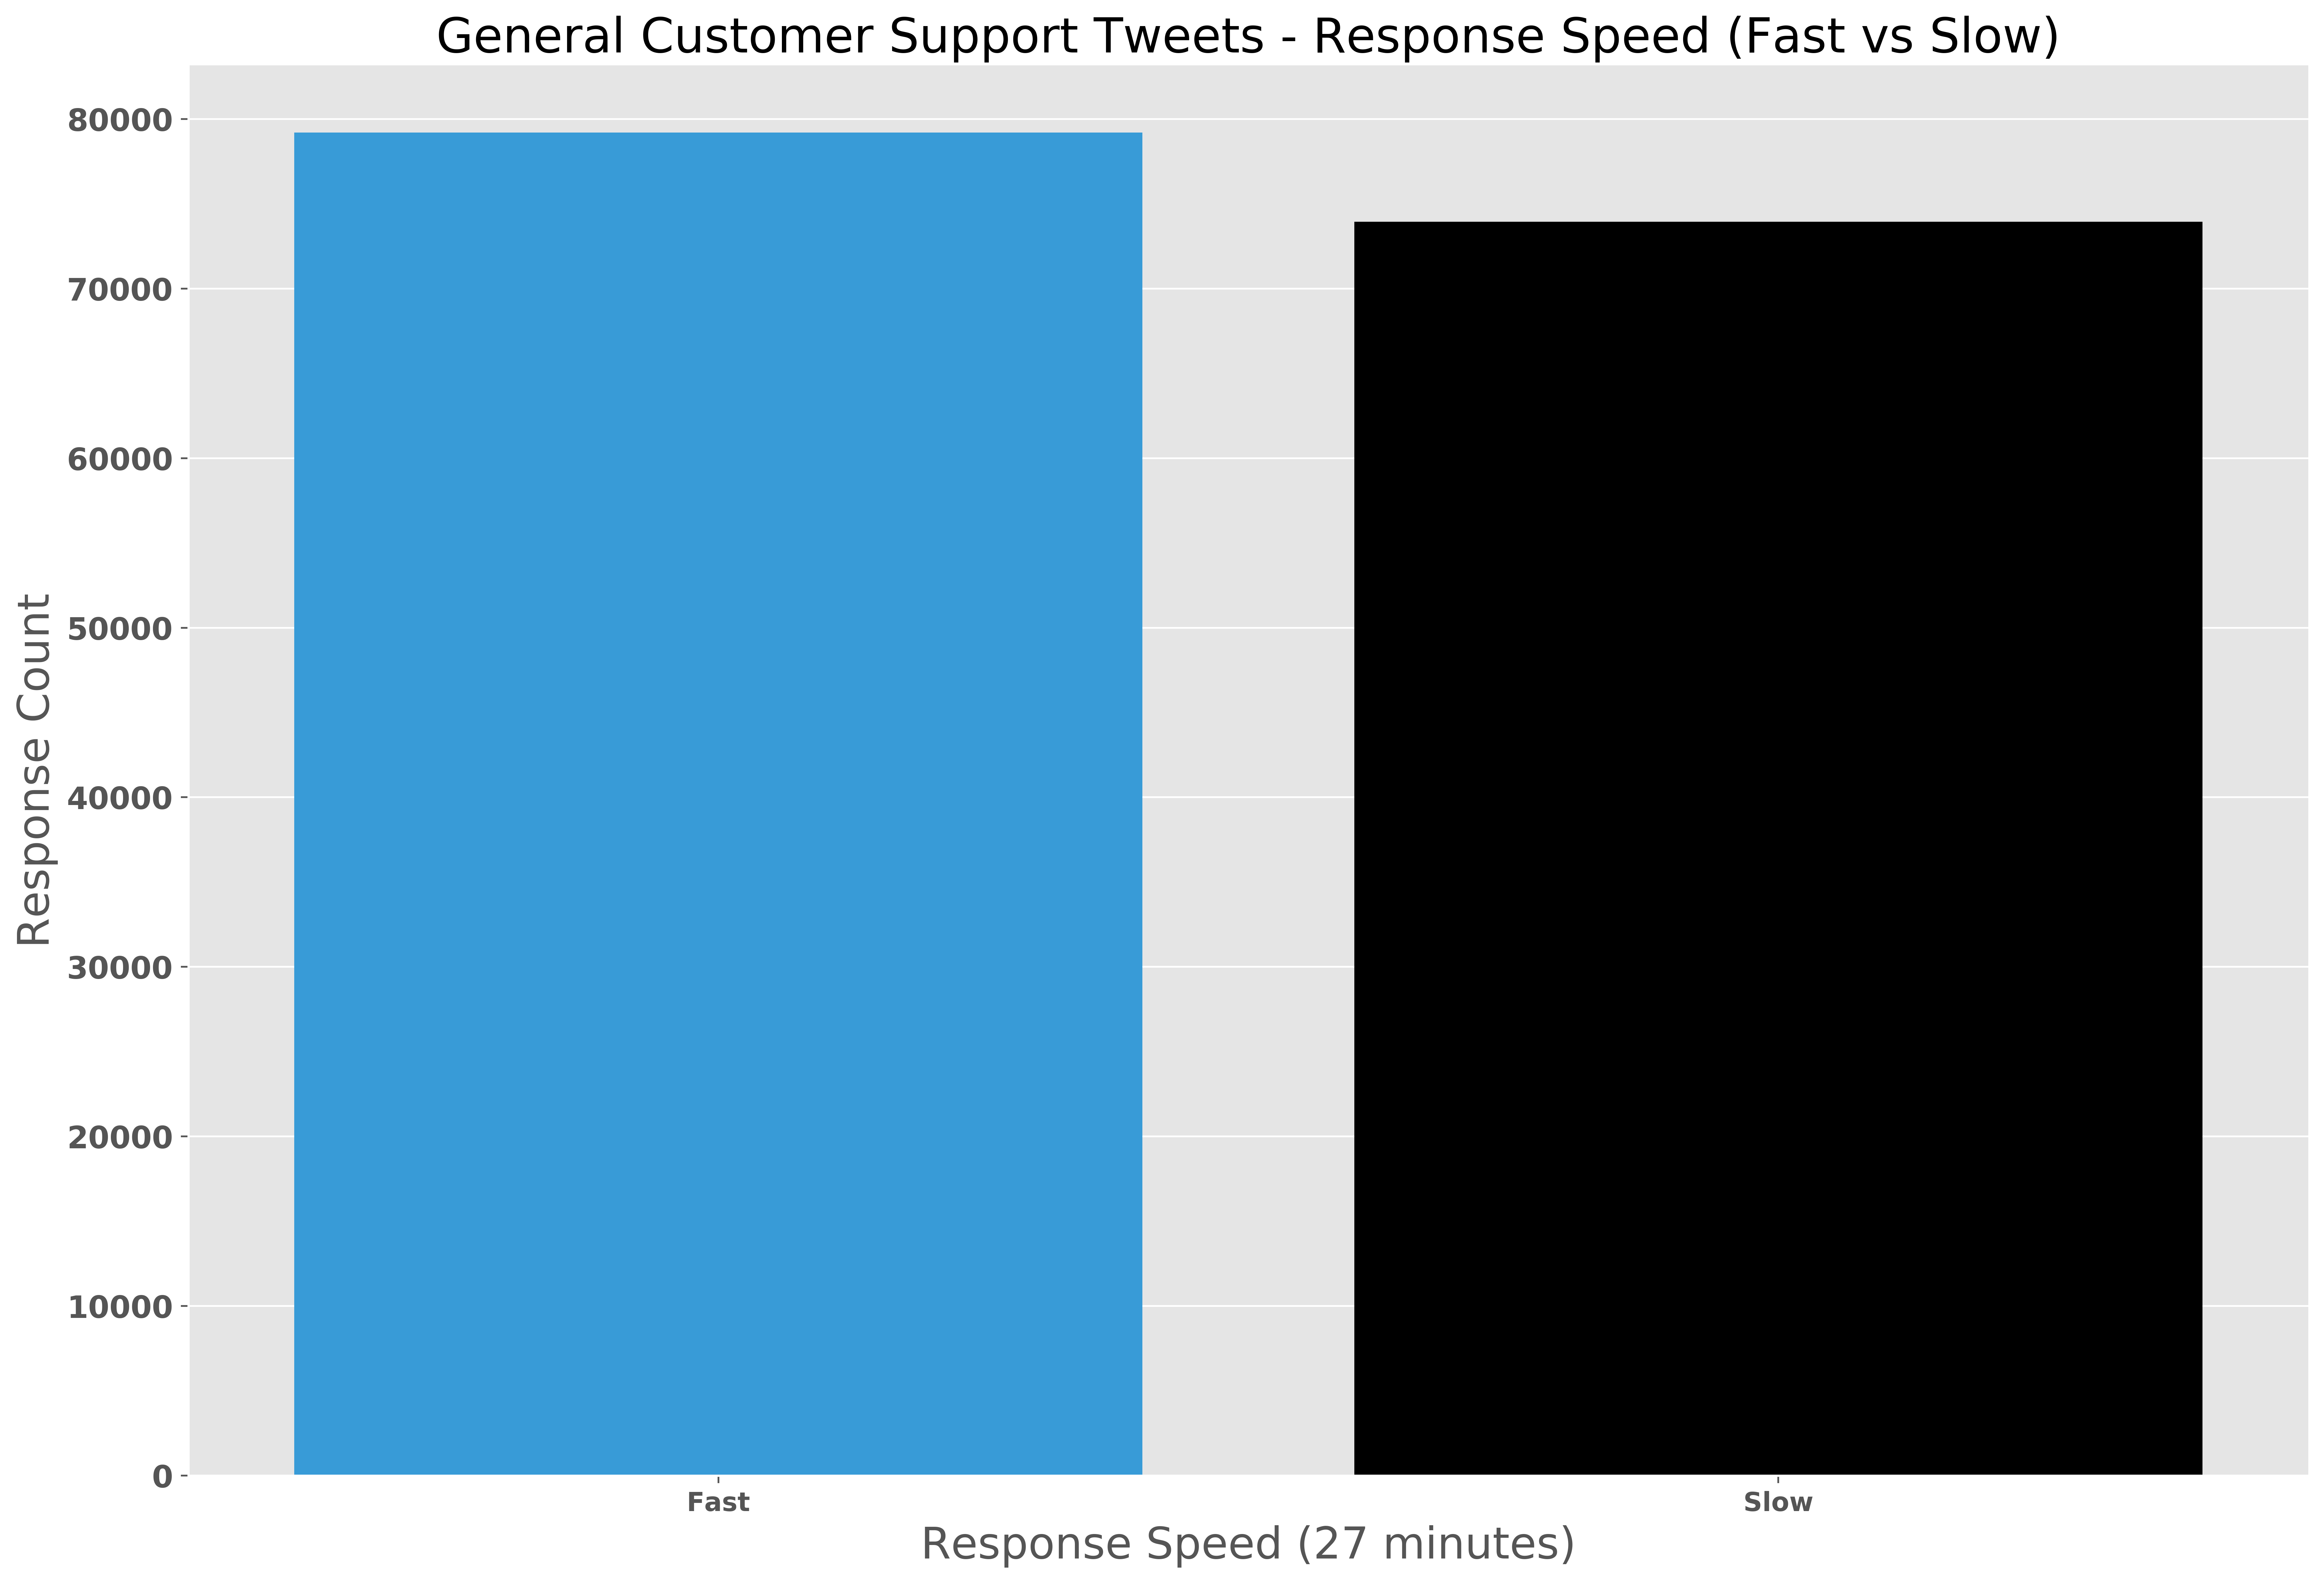 General Customer Support Tweets - Response Speed (Fast vs Slow)
80000
70000
60000
50000
40000
30000
20000
10000
0
Response Count
Fast
Slow
Response Speed (27 minutes)